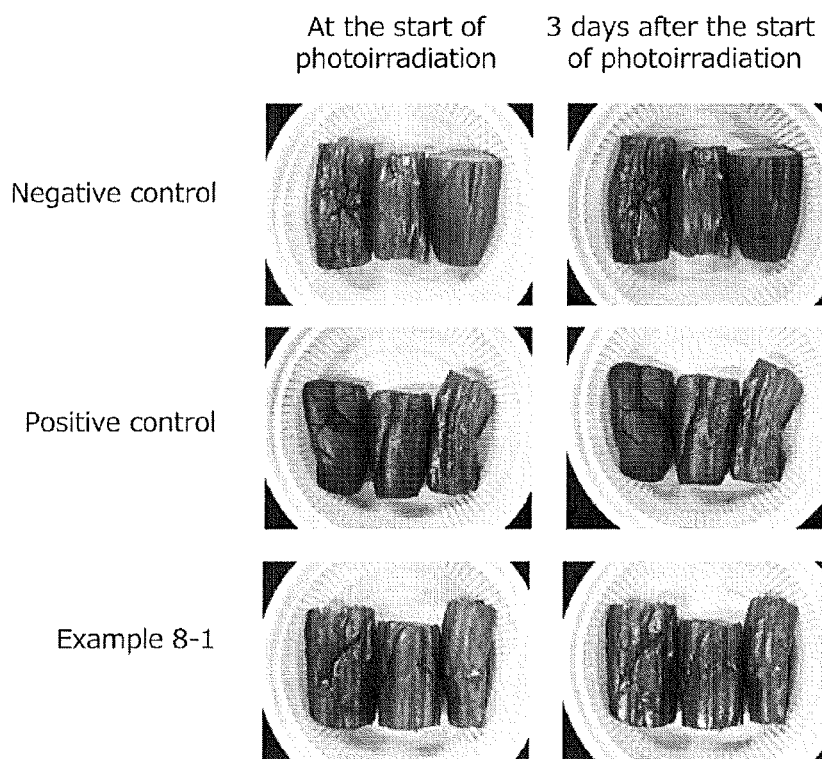 At the start of
photoirradiation
3 days after the start
of photoirradiation
Negative control
Positive control
Example 8-1